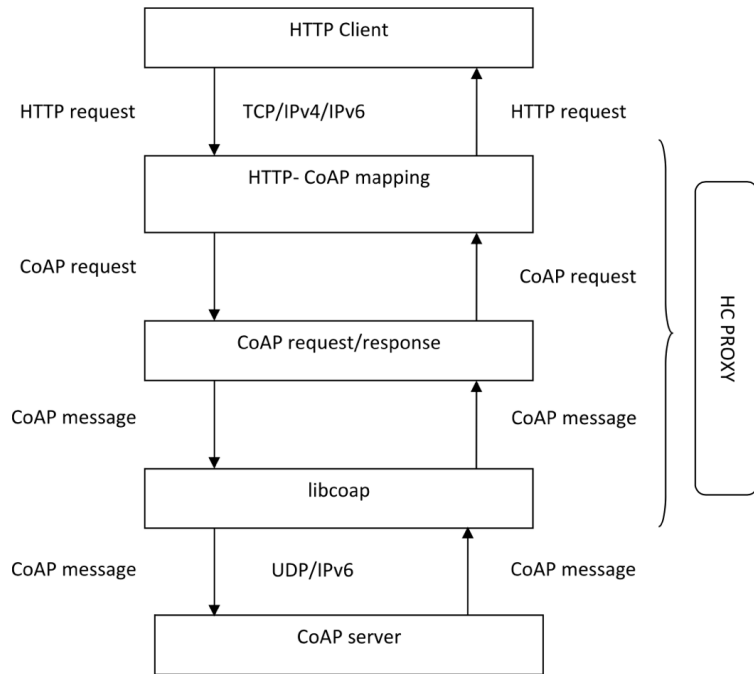 HTTP Client
HTTP request
TCP/IPv4/IPv6
HTTP request
HTTP- CoAP mapping
CoAP request
CoAP request
CoAP request/response
CoAP message
CoAP message
libcoap
CoAP message
UDP/IPv6
CoAP message
CoAP server
HC PROXY